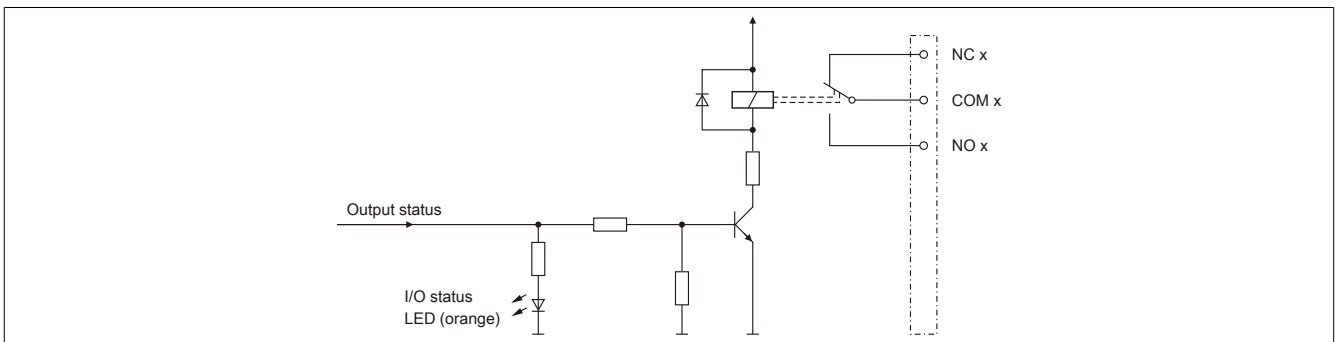 NC x
COM x
NO x
Output status
I/O status
LED (orange)